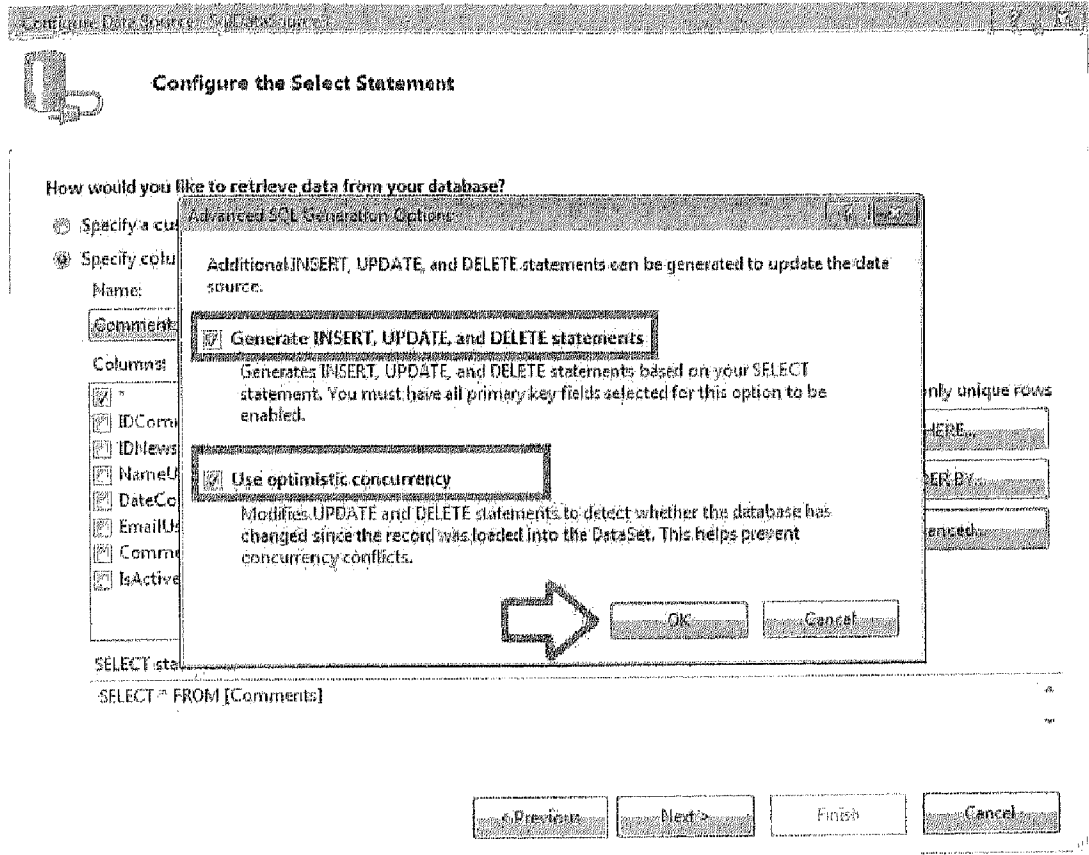 Configure Data Source - SqlDataSource
Configure the Select Statement
How would you like to retrieve data from your database?
Specify a cu
Specify colu
Name:
Comment
Columns:
*
IDCom
IDNews
NameU
DateCo
EmailUs
Comme
IsActive
only unique rows
HERE...
DER BY...
anced...
SELECT sta
SELECT * FROM [Comments]
Advanced SQL Generation Options
Additional INSERT, UPDATE, and DELETE statements can be generated to update the data
source.
Generate INSERT, UPDATE, and DELETE statements
Generates INSERT, UPDATE, and DELETE statements based on your SELECT
statement. You must have all primary key fields selected for this option to be
enabled.
Use optimistic concurrency
Modifies UPDATE and DELETE statements to detect whether the database has
changed since the record was loaded into the DataSet. This helps prevent
concurrency conflicts.
OK
Cancel
< Previous
Next >
Finish
Cancel